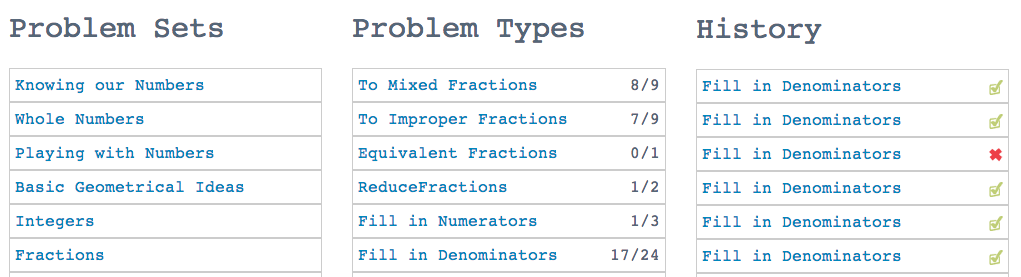 Problem Sets
Knowing our Numbers
Whole Numbers
Playing with Numbers
Basic Geometrical Ideas
Integers
Fractions
Problem Types
To Mixed Fractions 8/9
To Improper Fractions 7/9
Equivalent Fractions 0/1
ReduceFractions 1/2
Fill in Numerators 1/3
Fill in Denominators 17/24
History
Fill in Denominators
Fill in Denominators
Fill in Denominators
Fill in Denominators
Fill in Denominators
Fill in Denominators